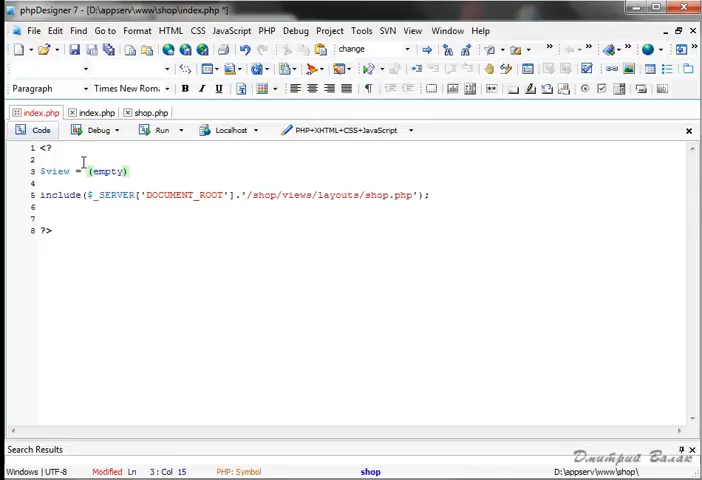 phpDesigner 7 - [D:\appserv\www\shop\index.php *]
File Edit Find Go to Format HTML CSS JavaScript PHP Debug Project Tools SVN View Window Help
change
Paragraph Times New Rom
index.php index.php shop.php
Code Debug Run Localhost PHP+XHTML+CSS+JavaScript
1 <?
2
3 $view = (empty)
4
5 include($_SERVER['DOCUMENT_ROOT'].'/shop/views/layouts/shop.php');
6
7
8 ?>
Search Results
Дмитрий Валак
Windows | UTF-8 Modified Ln 3 : Col 15 PHP: Symbol shop D:\appserv\www\shop\